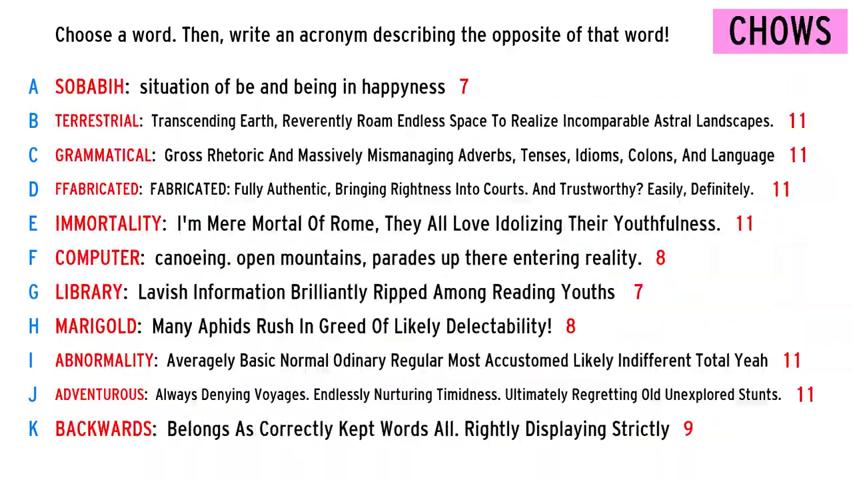 Choose a word. Then, write an acronym describing the opposite of that word!
CHOWS
A SOBABIH: situation of be and being in happyness 7
B TERRESTRIAL: Transcending Earth, Reverently Roam Endless Space To Realize Incomparable Astral Landscapes. 11
C GRAMMATICAL: Gross Rhetoric And Massively Mismanaging Adverbs, Tenses, Idioms, Colons, And Language 11
D FFABRICATED: FABRICATED: Fully Authentic, Bringing Rightness Into Courts. And Trustworthy? Easily, Definitely. 11
E IMMORTALITY: I'm Mere Mortal Of Rome, They All Love Idolizing Their Youthfulness. 11
F COMPUTER: canoeing. open mountains, parades up there entering reality. 8
G LIBRARY: Lavish Information Brilliantly Ripped Among Reading Youths 7
H MARIGOLD: Many Aphids Rush In Greed Of Likely Delectability! 8
I ABNORMALITY: Averagely Basic Normal Odinary Regular Most Accustomed Likely Indifferent Total Yeah 11
J ADVENTUROUS: Always Denying Voyages. Endlessly Nurturing Timidness. Ultimately Regretting Old Unexplored Stunts. 11
K BACKWARDS: Belongs As Correctly Kept Words All. Rightly Displaying Strictly 9